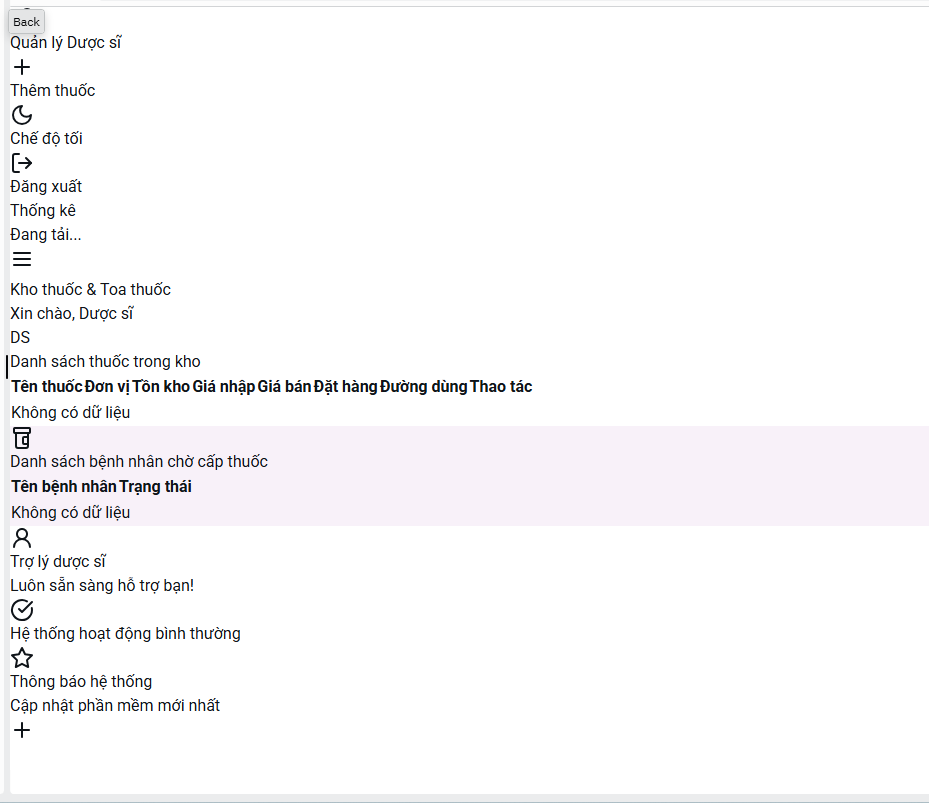 Back
Quản lý Dược sĩ
Thêm thuốc
Chế độ tối
Đăng xuất
Thống kê
Đang tải...
Kho thuốc & Toa thuốc
Xin chào, Dược sĩ
DS
Danh sách thuốc trong kho
Tên thuốc Đơn vị Tồn kho Giá nhập Giá bán Đặt hàng Đường dùng Thao tác
Không có dữ liệu
Danh sách bệnh nhân chờ cấp thuốc
Tên bệnh nhân Trạng thái
Không có dữ liệu
Trợ lý dược sĩ
Luôn sẵn sàng hỗ trợ bạn!
Hệ thống hoạt động bình thường
Thông báo hệ thống
Cập nhật phần mềm mới nhất